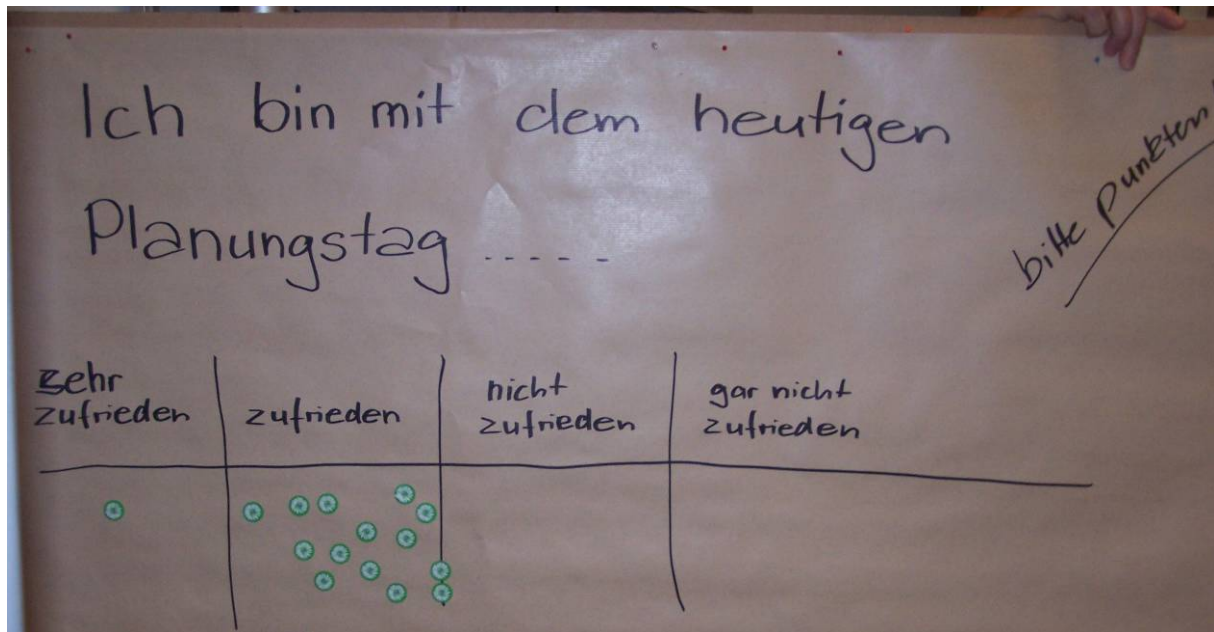 Ich bin mit dem heutigen
Planungstag -----
bitte punkten
sehr
zufrieden
zufrieden
nicht
zufrieden
gar nicht
zufrieden